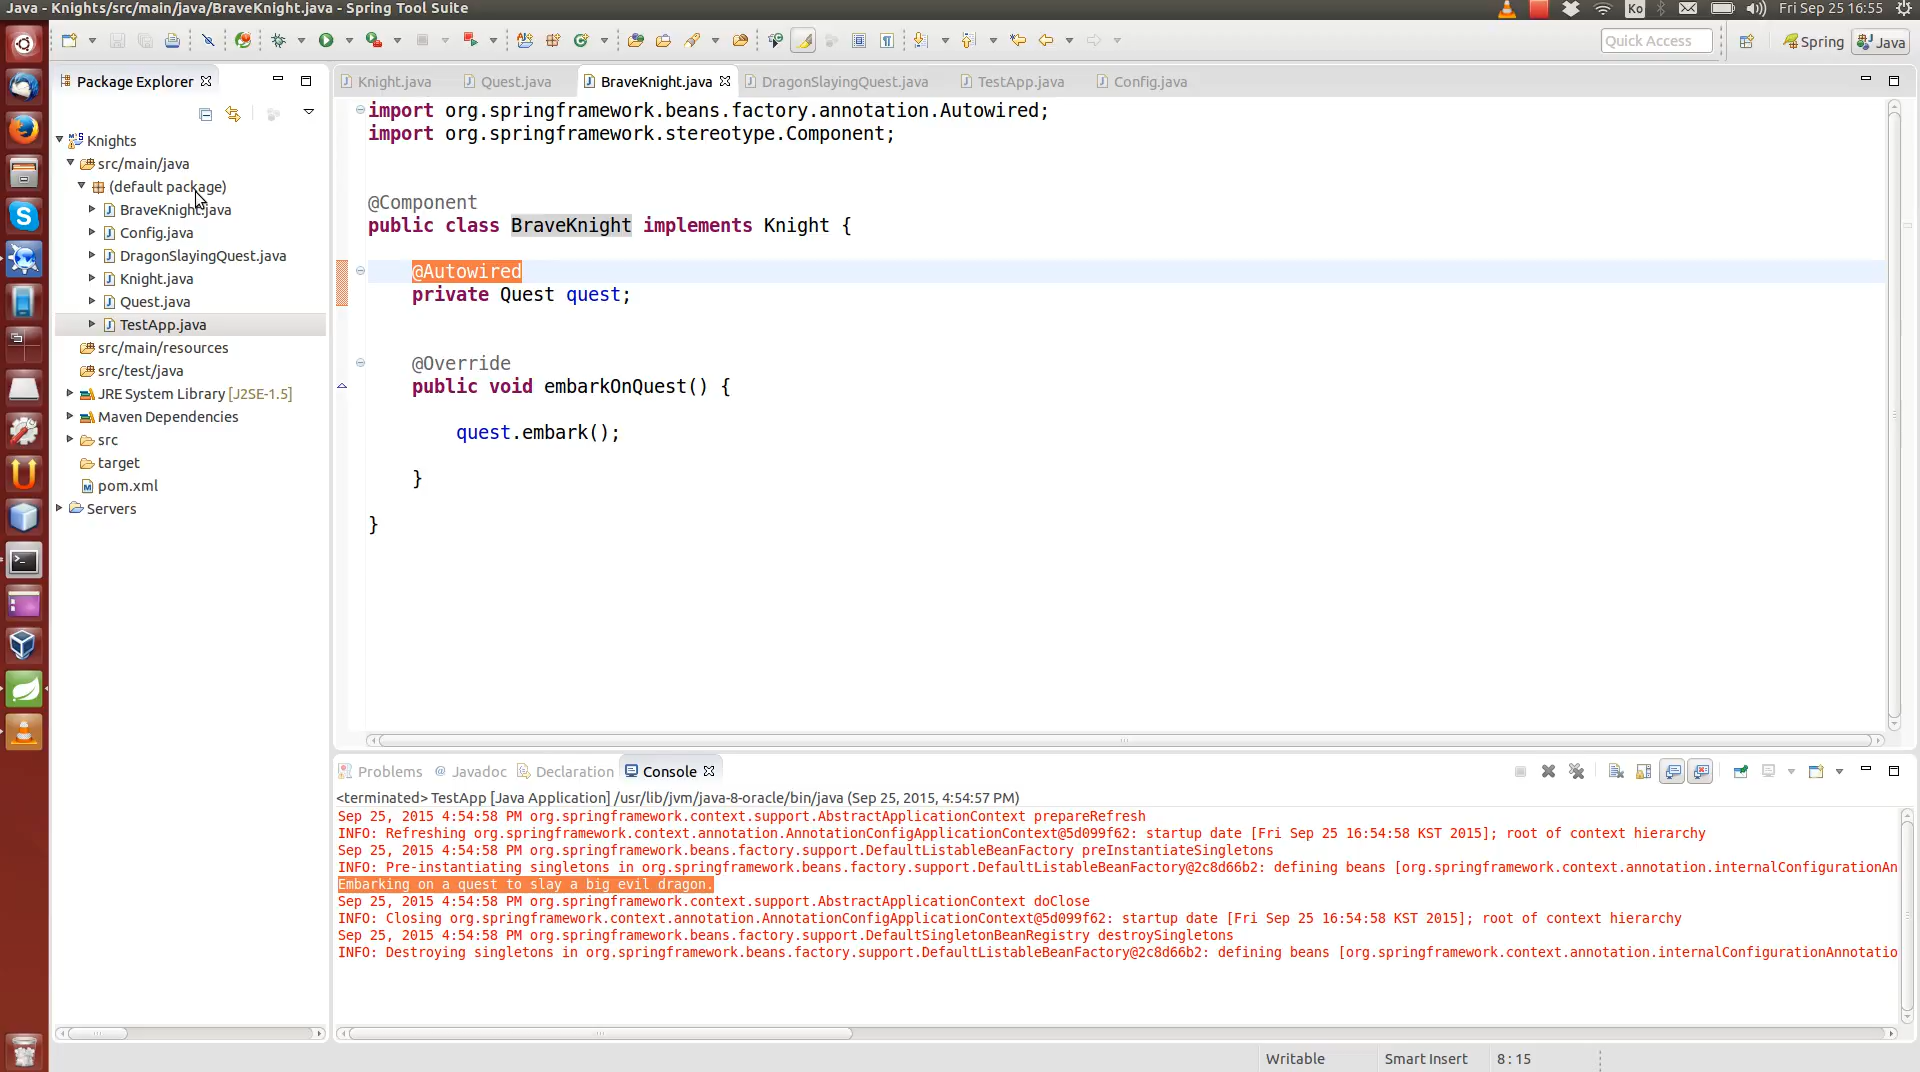 Java - Knights/src/main/java/BraveKnight.java - Spring Tool Suite
Ko
Fri Sep 25 16:55
Quick Access
Spring
Java
Package Explorer
Knights
src/main/java
(default package)
BraveKnight.java
Config.java
DragonSlayingQuest.java
Knight.java
Quest.java
TestApp.java
src/main/resources
src/test/java
JRE System Library [J2SE-1.5]
Maven Dependencies
src
target
pom.xml
Servers
Knight.java
Quest.java
BraveKnight.java
DragonSlayingQuest.java
TestApp.java
Config.java
import org.springframework.beans.factory.annotation.Autowired;
import org.springframework.stereotype.Component;
@Component
public class BraveKnight implements Knight {
@Autowired
private Quest quest;
@Override
public void embarkOnQuest() {
quest.embark();
}
}
Problems
@ Javadoc
Declaration
Console
<terminated> TestApp [Java Application] /usr/lib/jvm/java-8-oracle/bin/java (Sep 25, 2015, 4:54:57 PM)
Sep 25, 2015 4:54:58 PM org.springframework.context.support.AbstractApplicationContext prepareRefresh
INFO: Refreshing org.springframework.context.annotation.AnnotationConfigApplicationContext@5d099f62: startup date [Fri Sep 25 16:54:58 KST 2015]; root of context hierarchy
Sep 25, 2015 4:54:58 PM org.springframework.beans.factory.support.DefaultListableBeanFactory preInstantiateSingletons
INFO: Pre-instantiating singletons in org.springframework.beans.factory.support.DefaultListableBeanFactory@2c8d66b2: defining beans [org.springframework.context.annotation.internalConfigurationAn
Embarking on a quest to slay a big evil dragon.
Sep 25, 2015 4:54:58 PM org.springframework.context.support.AbstractApplicationContext doClose
INFO: Closing org.springframework.context.annotation.AnnotationConfigApplicationContext@5d099f62: startup date [Fri Sep 25 16:54:58 KST 2015]; root of context hierarchy
Sep 25, 2015 4:54:58 PM org.springframework.beans.factory.support.DefaultSingletonBeanRegistry destroySingletons
INFO: Destroying singletons in org.springframework.beans.factory.support.DefaultListableBeanFactory@2c8d66b2: defining beans [org.springframework.context.annotation.internalConfigurationAnnotatio
Writable
Smart Insert
8 : 15